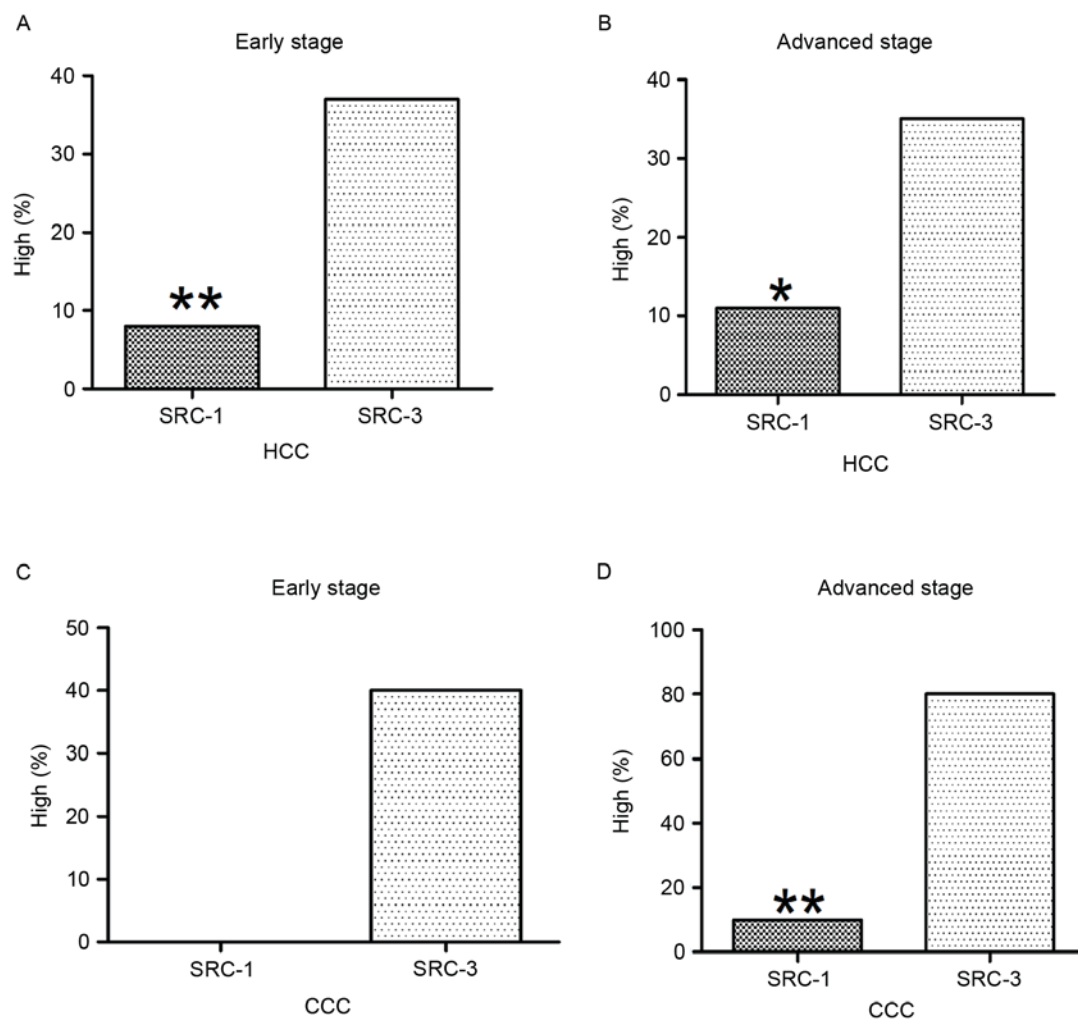 A
Early stage
40
30
20
10
0
High (%)
**
SRC-1 SRC-3
HCC
B
Advanced stage
40
30
20
10
0
High (%)
*
SRC-1 SRC-3
HCC
C
Early stage
50
40
30
20
10
0
High (%)
SRC-1 SRC-3
CCC
D
Advanced stage
100
80
60
40
20
0
High (%)
**
SRC-1 SRC-3
CCC